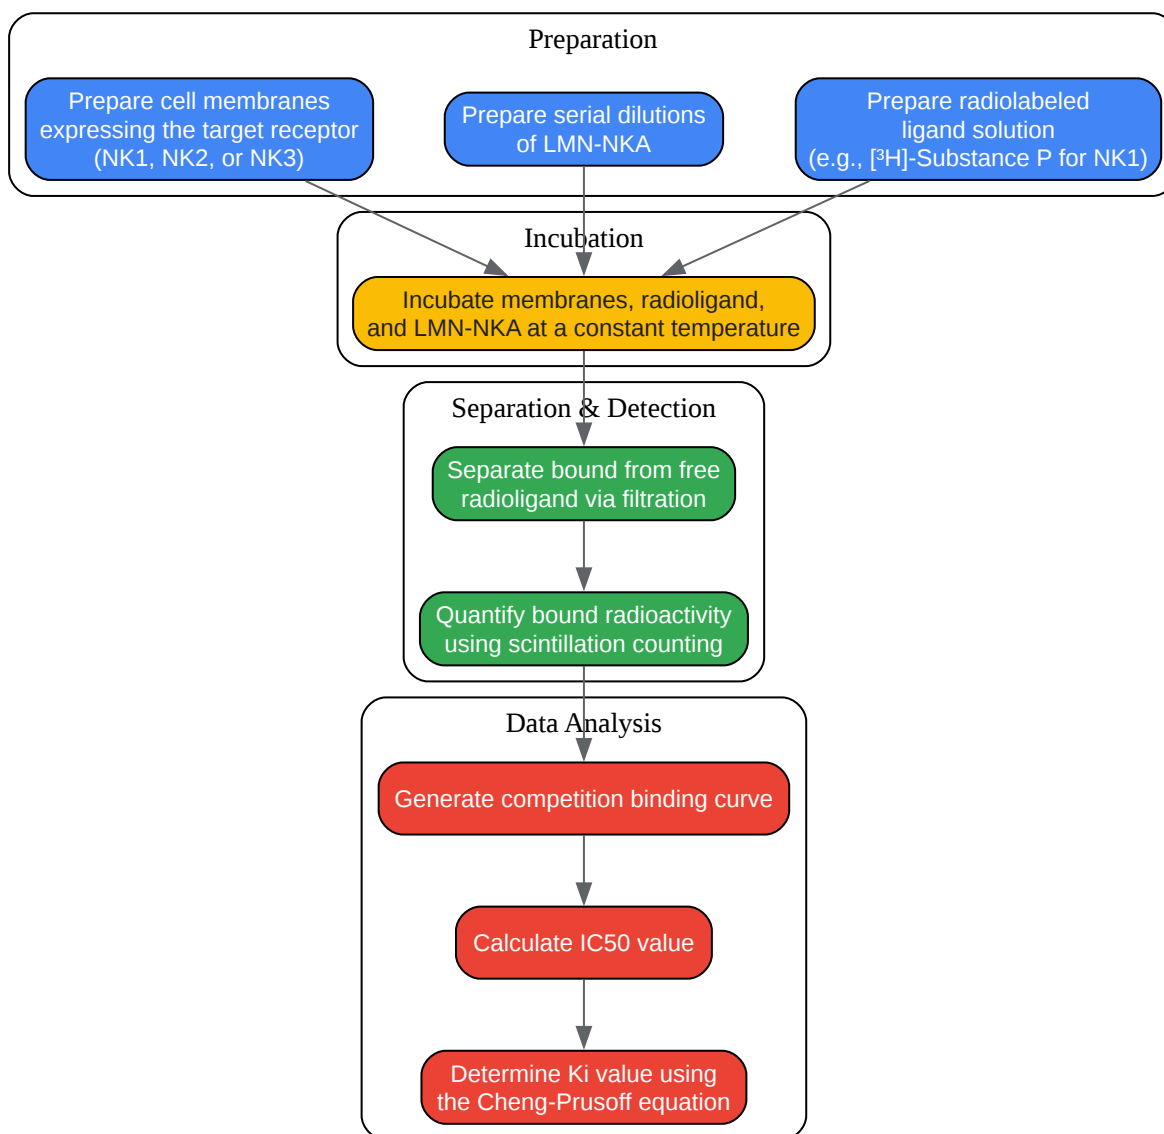 Preparation
Prepare cell membranes
expressing the target receptor
(NK1, NK2, or NK3)
Prepare serial dilutions
of LMN-NKA
Prepare radiolabeled
ligand solution
(e.g., [³H]-Substance P for NK1)
Incubation
Incubate membranes, radioligand,
and LMN-NKA at a constant temperature
Separation & Detection
Separate bound from free
radioligand via filtration
Quantify bound radioactivity
using scintillation counting
Data Analysis
Generate competition binding curve
Calculate IC50 value
Determine Ki value using
the Cheng-Prusoff equation